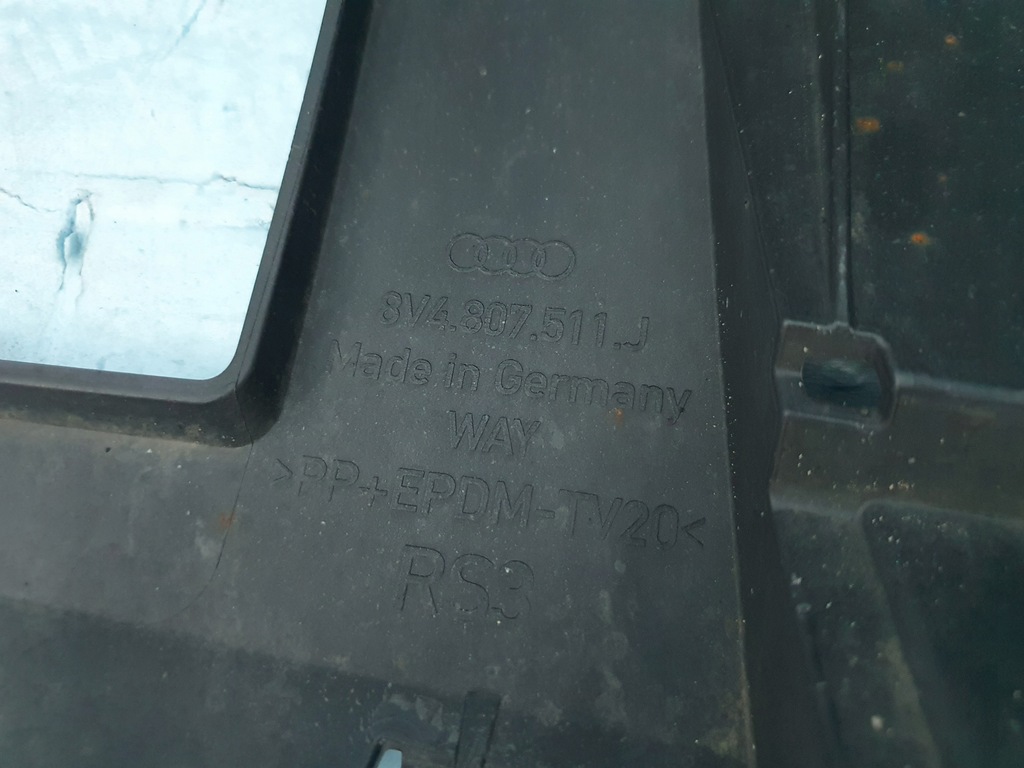 8V4.807.511.J
Made in Germany
WAY
>PP+EPDM-TV20<
RS3